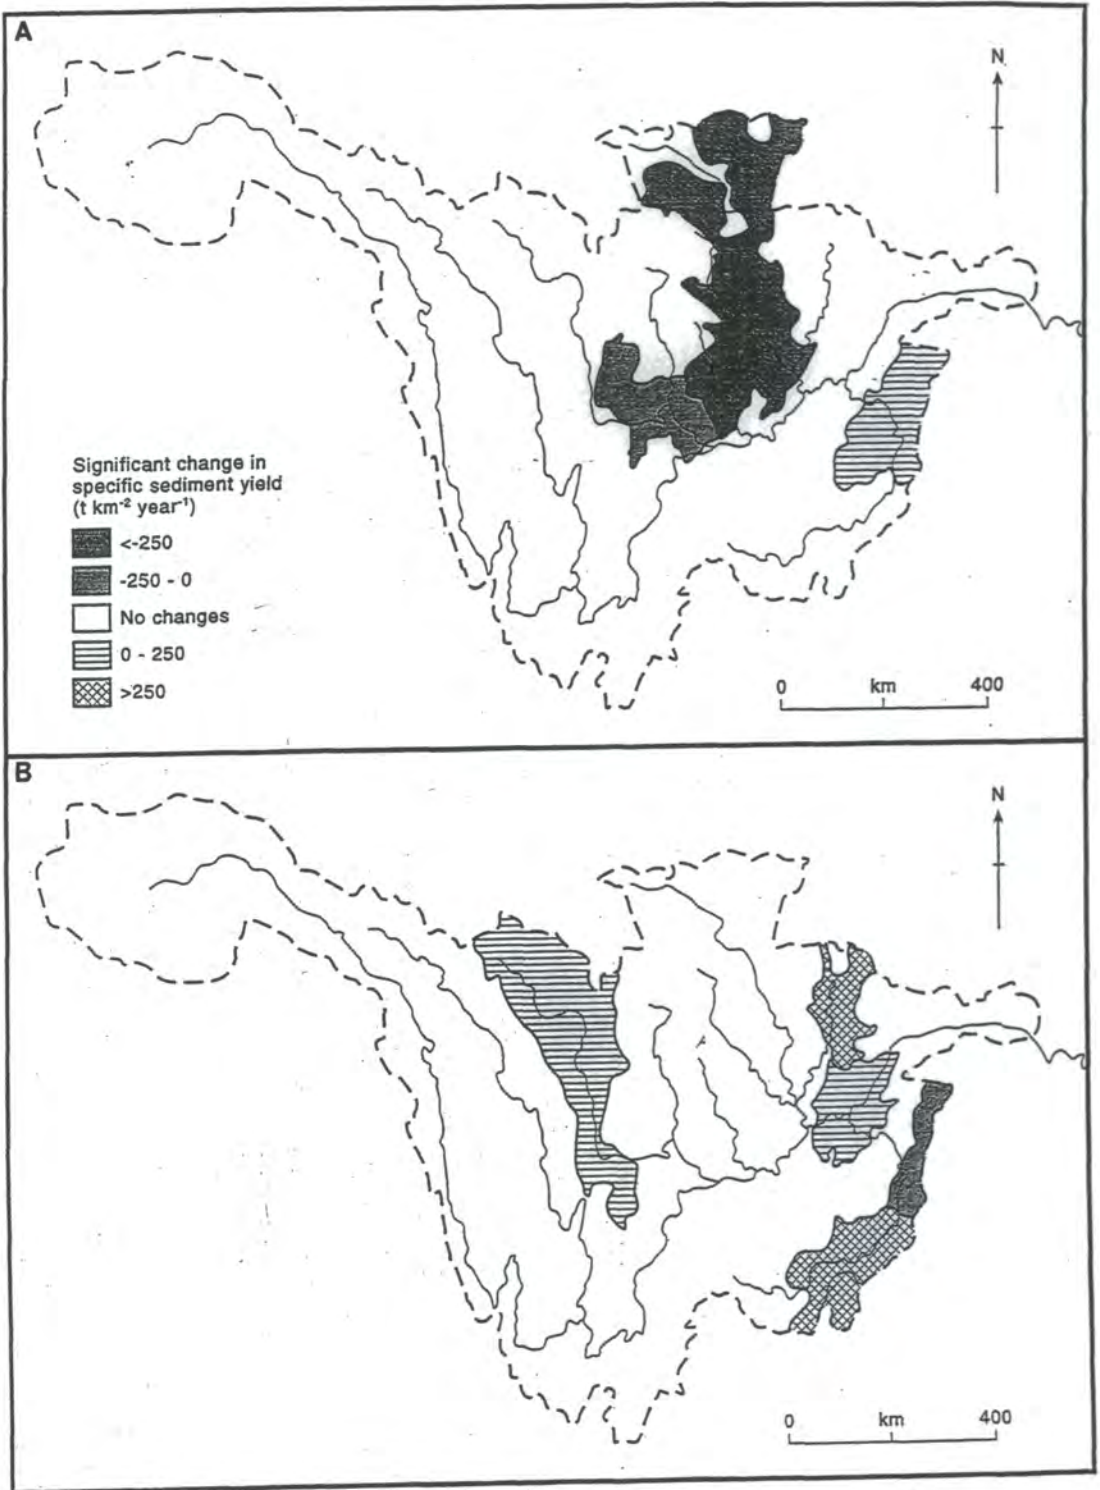 A
N
Significant change in
specific sediment yield
(t km⁻² year⁻¹)
<-250
-250 - 0
No changes
0 - 250
>250
0 km 400
B
N
0 km 400